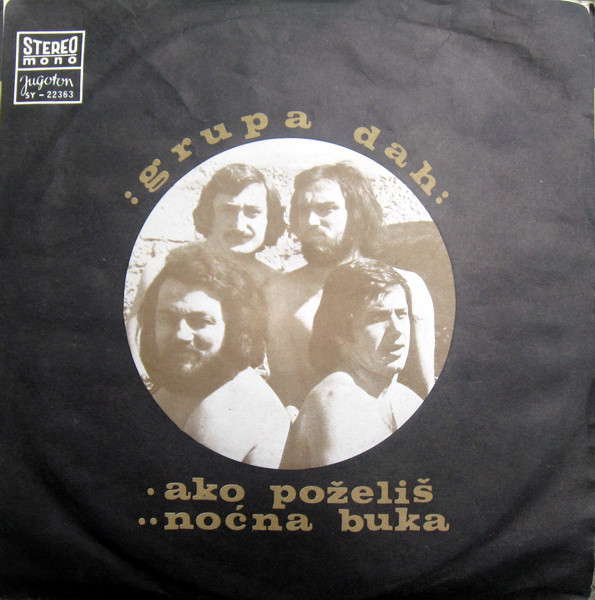 STEREO
mono
Jugoton
SY - 22363
:grupa dah:
. ako poželiš
.. noćna buka